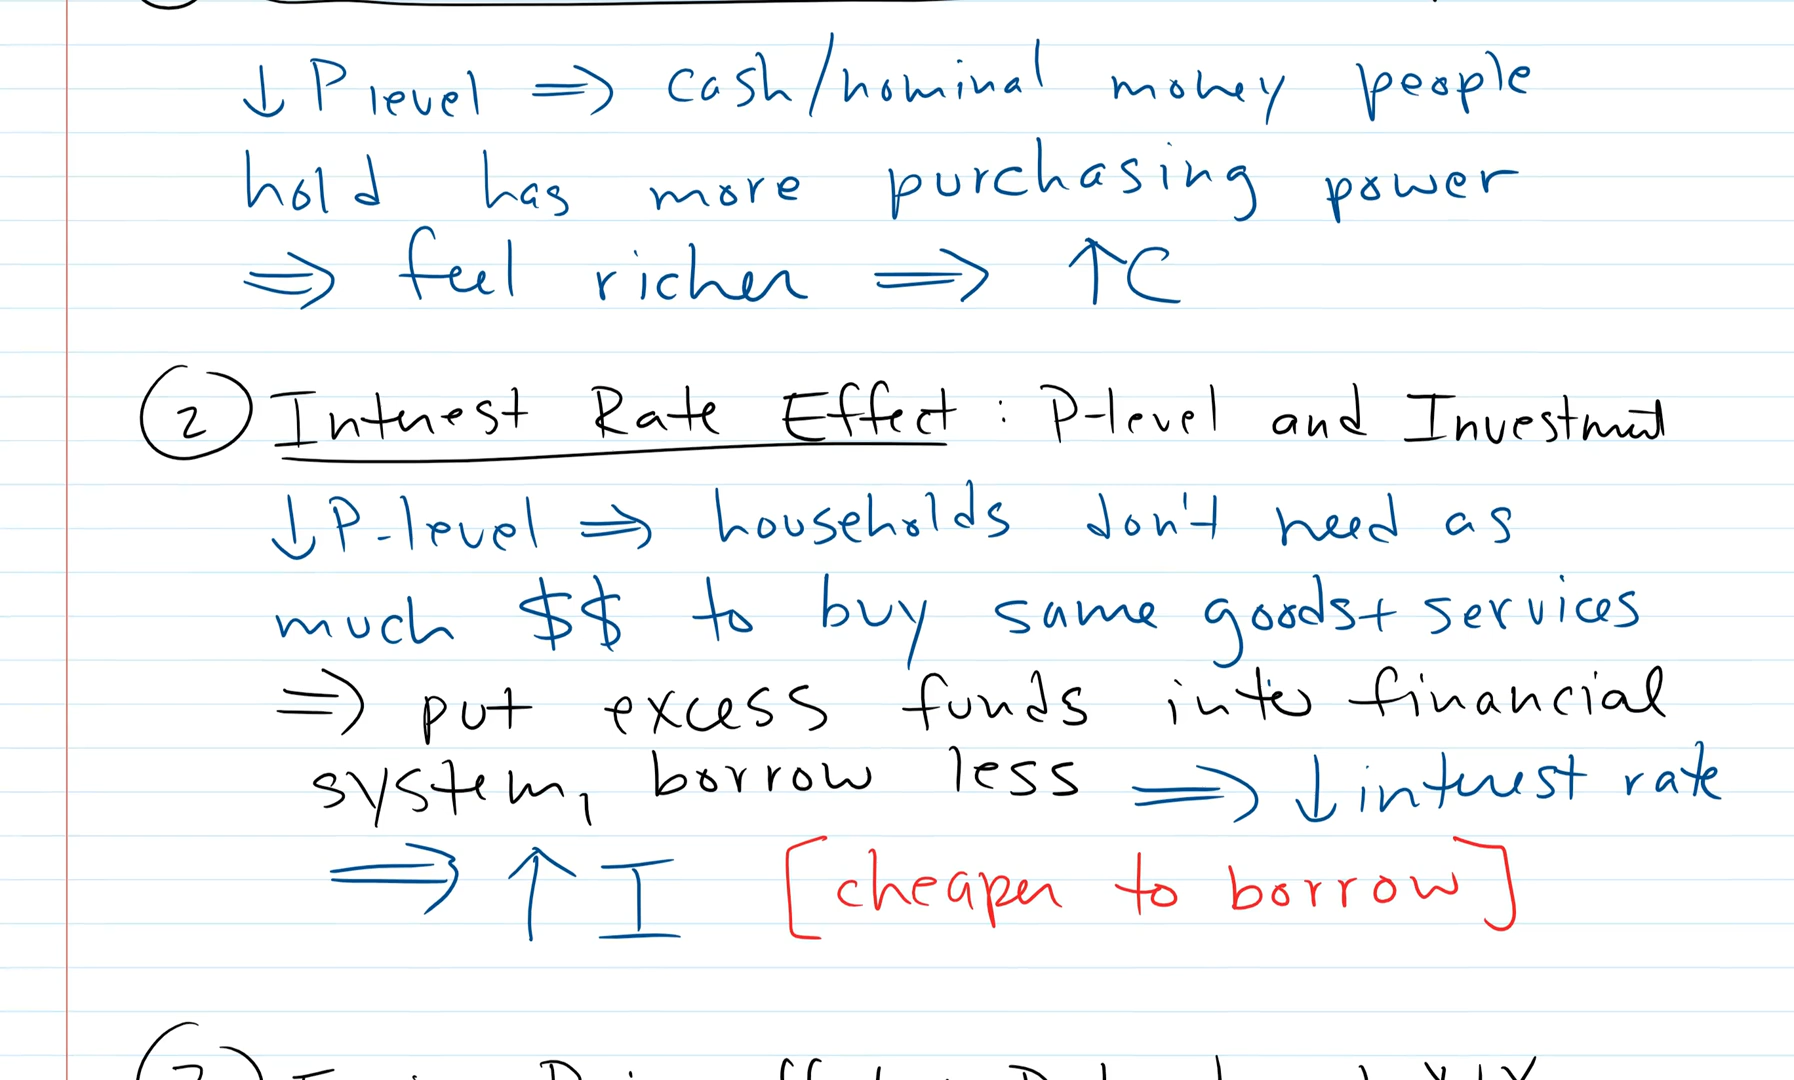 ↓ P level ⇒ cash/nominal money people
hold has more purchasing power
⇒ feel richer ⇒ ↑C
② Interest Rate Effect : P-level and Investment
↓P-level ⇒ households don't need as
much $$ to buy same goods + services
⇒ put excess funds into financial
system, borrow less ⇒ ↓ interest rate
⇒ ↑ I [cheaper to borrow]